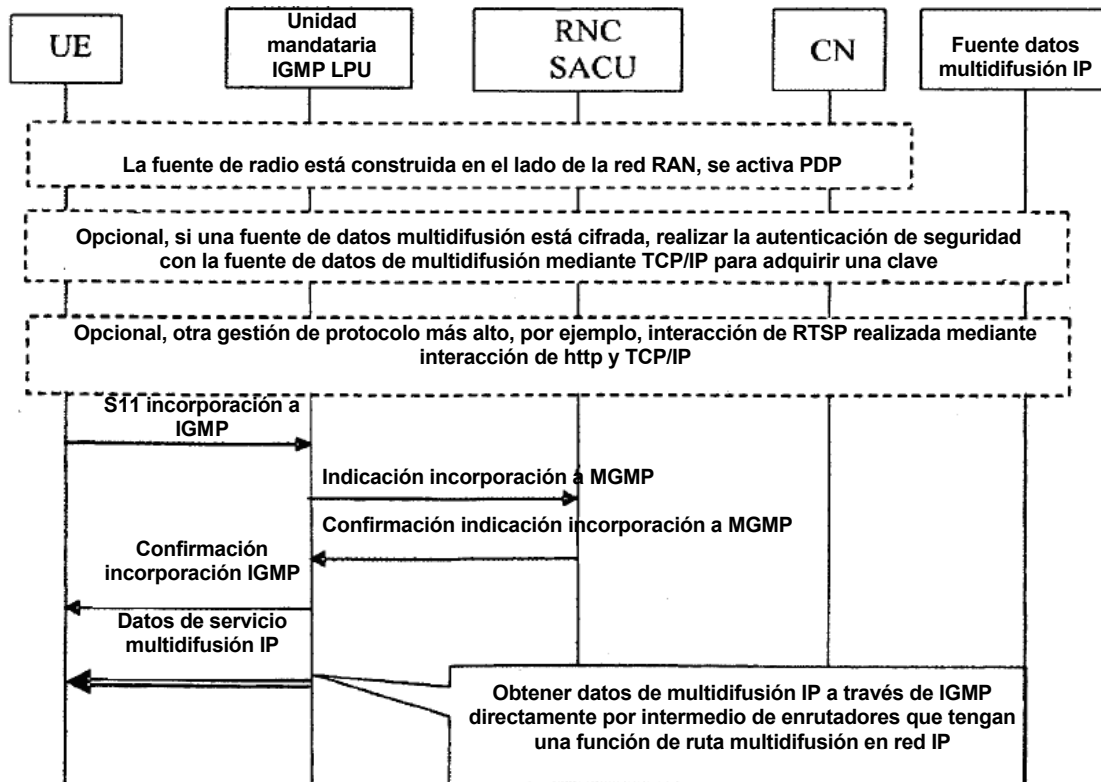 UE
Unidad
mandataria
IGMP LPU
RNC
SACU
CN
Fuente datos
multidifusión IP
La fuente de radio está construida en el lado de la red RAN, se activa PDP
Opcional, si una fuente de datos multidifusión está cifrada, realizar la autenticación de seguridad
con la fuente de datos de multidifusión mediante TCP/IP para adquirir una clave
Opcional, otra gestión de protocolo más alto, por ejemplo, interacción de RTSP realizada mediante
interacción de http y TCP/IP
S11 incorporación a
IGMP
Indicación incorporación a MGMP
Confirmación indicación incorporación a MGMP
Confirmación
incorporación IGMP
Datos de servicio
multidifusión IP
Obtener datos de multidifusión IP a través de IGMP
directamente por intermedio de enrutadores que tengan
una función de ruta multidifusión en red IP